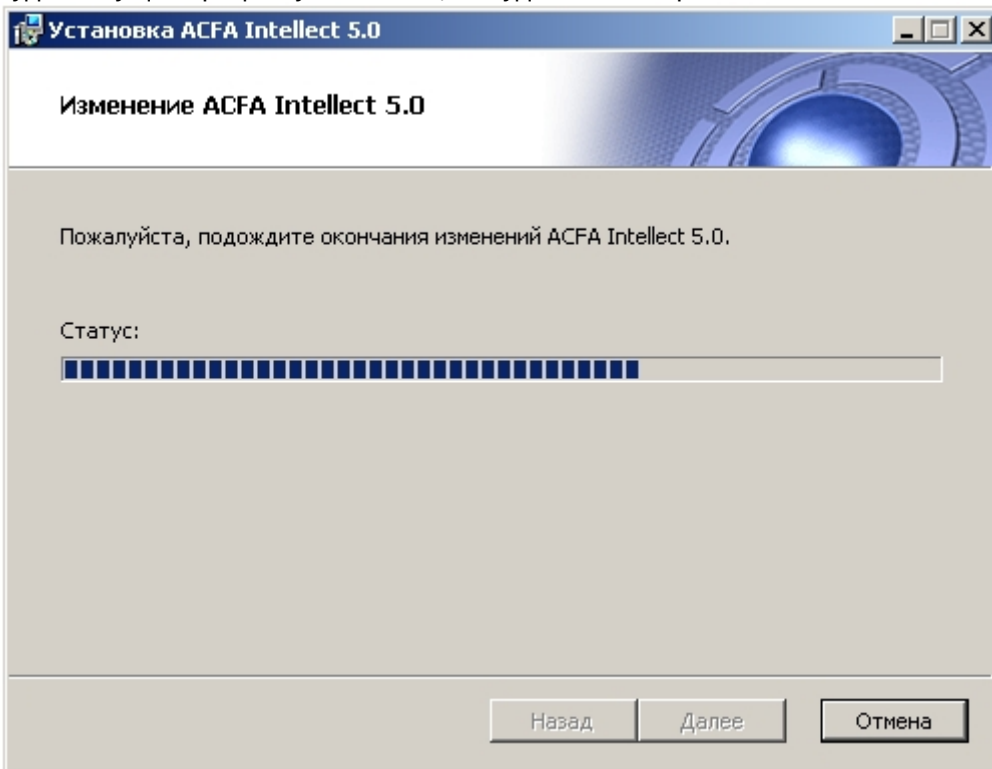 Установка ACFA Intellect 5.0
Изменение ACFA Intellect 5.0
Пожалуйста, подождите окончания изменений ACFA Intellect 5.0.
Статус:
Назад Далее Отмена